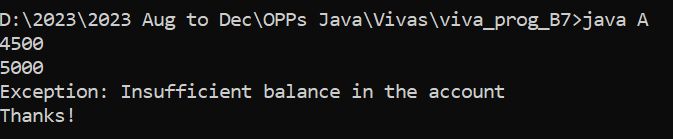 D:\2023\2023 Aug to Dec\OPPs Java\Vivas\viva_prog_B7>java A
4500
5000
Exception: Insufficient balance in the account
Thanks!